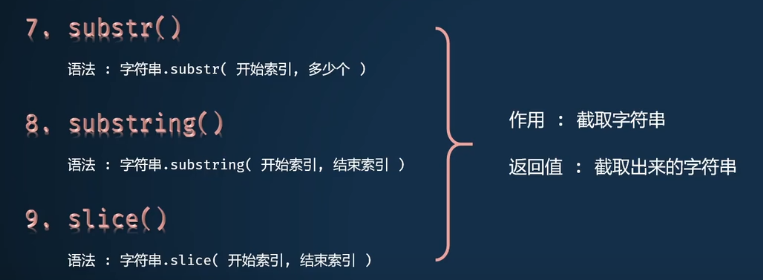 7. substr()
语法 : 字符串.substr( 开始索引, 多少个 )
8. substring()
语法 : 字符串.substring( 开始索引, 结束索引 )
9. slice()
语法 : 字符串.slice( 开始索引, 结束索引 )
作用 : 截取字符串
返回值 : 截取出来的字符串